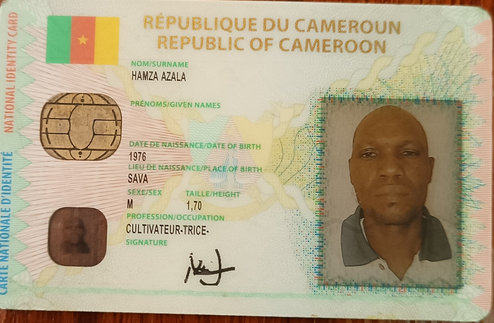 RÉPUBLIQUE DU CAMEROUN
REPUBLIC OF CAMEROON
NATIONAL IDENTITY CARD
CARTE NATIONALE D'IDENTITÉ
NOM/SURNAME
HAMZA AZALA
PRÉNOMS/GIVEN NAMES
DATE DE NAISSANCE/DATE OF BIRTH
1976
LIEU DE NAISSANCE/PLACE OF BIRTH
SAVA
SEXE/SEX TAILLE/HEIGHT
M 1,70
PROFESSION/OCCUPATION
CULTIVATEUR-TRICE-
SIGNATURE